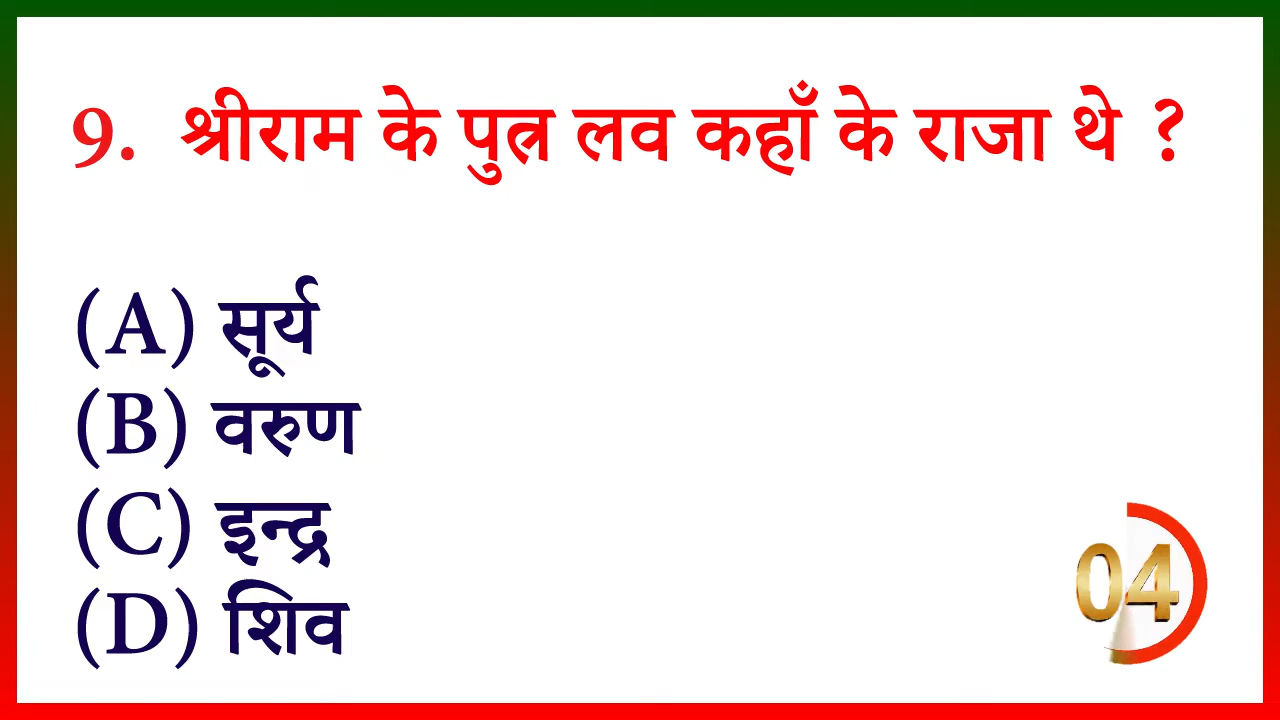 9. श्रीराम के पुत्र लव कहाँ के राजा थे ?
(A) सूर्य
(B) वरुण
(C) इन्द्र
(D) शिव
04